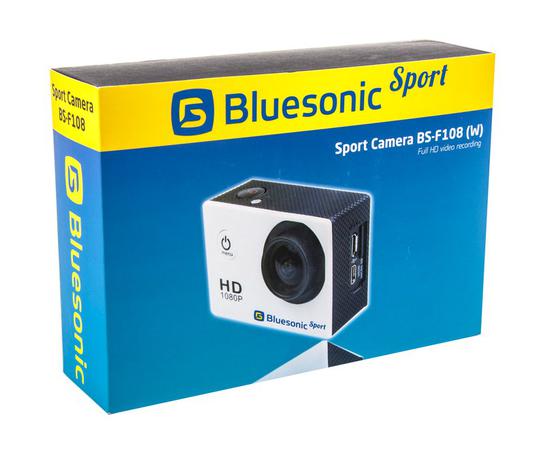 Sport Camera
BS-F108
Bluesonic
Bluesonic Sport
Sport Camera BS-F108 (W)
Full HD video recording
menu
HD
1080P
Bluesonic Sport